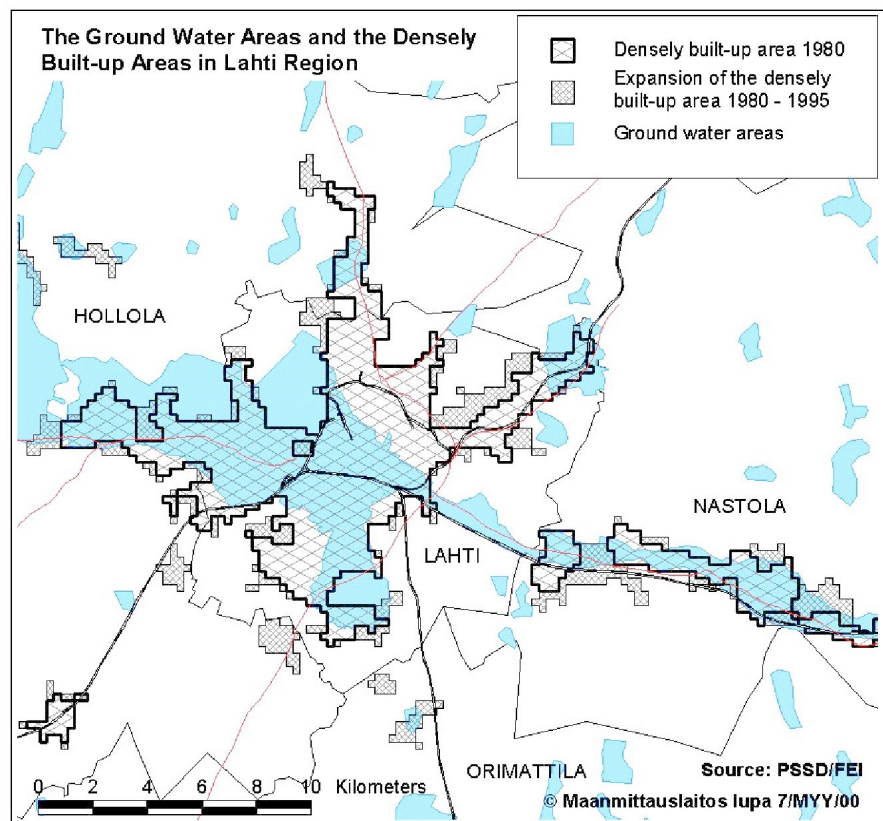 The Ground Water Areas and the Densely
Built-up Areas in Lahti Region
Densely built-up area 1980
Expansion of the densely
built-up area 1980 - 1995
Ground water areas
HOLLOLA
NASTOLA
LAHTI
ORIMATTILA
0 2 4 6 8 10 Kilometers
Source: PSSD/FEI
© Maanmittauslaitos lupa 7/MYY/00